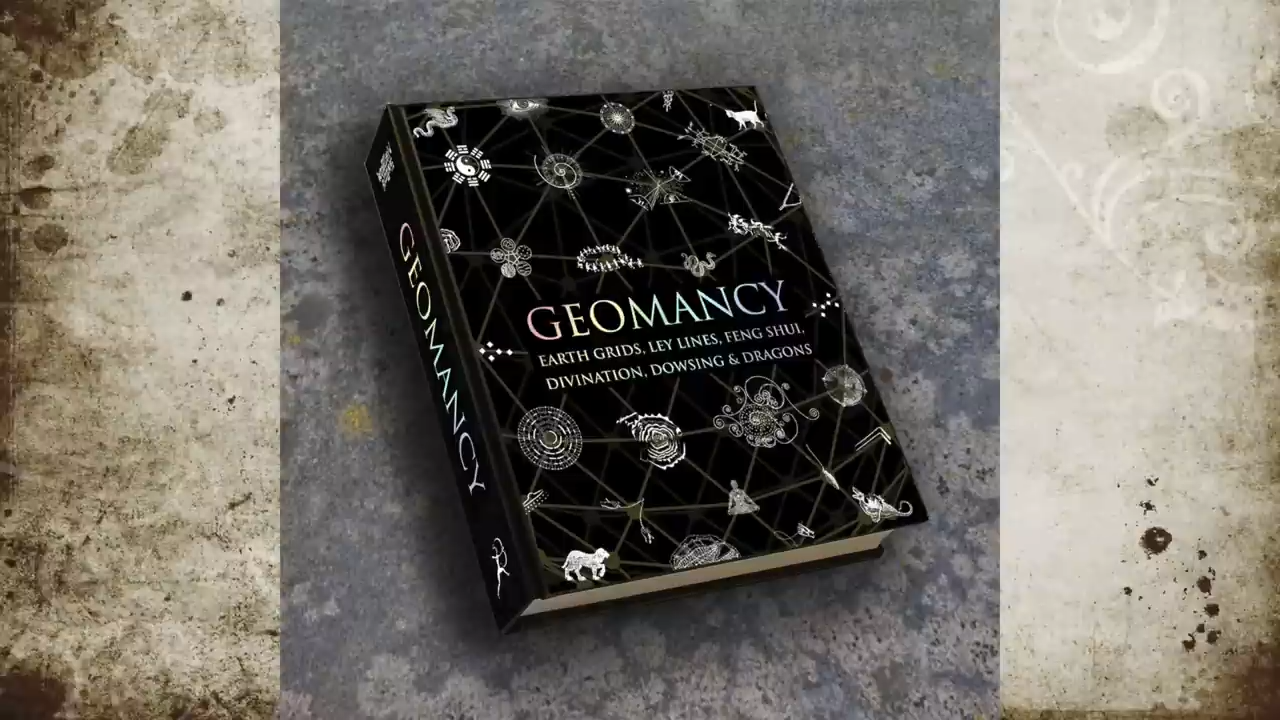 GEOMANCY
GEOMANCY
EARTH GRIDS, LEY LINES, FENG SHUI,
DIVINATION, DOWSING & DRAGONS